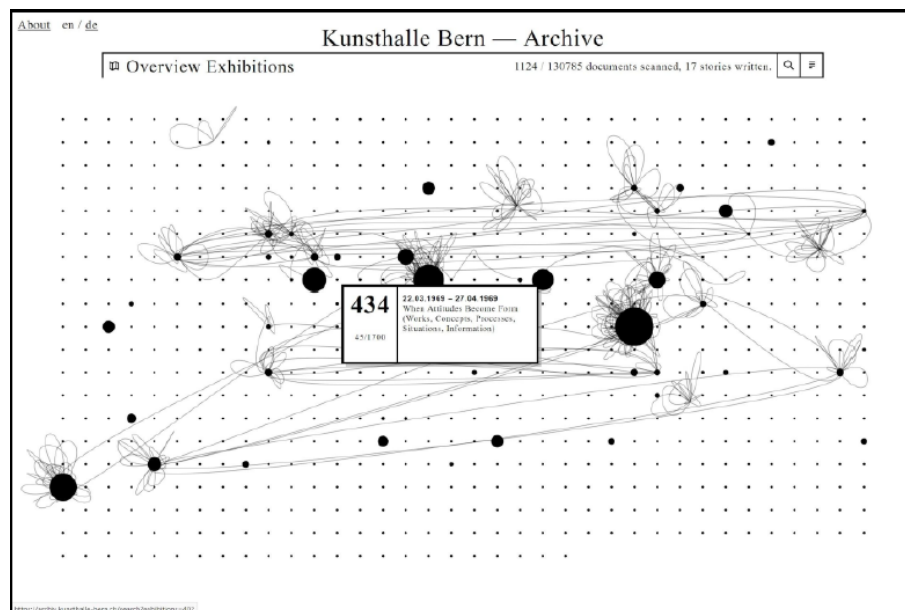 About en / de
Kunsthalle Bern — Archive
Overview Exhibitions
1124 / 130785 documents scanned, 17 stories written.
434
45/1700
22.03.1969 – 27.04.1969
When Attitudes Become Form
(Works, Concepts, Processes,
Situations, Information)